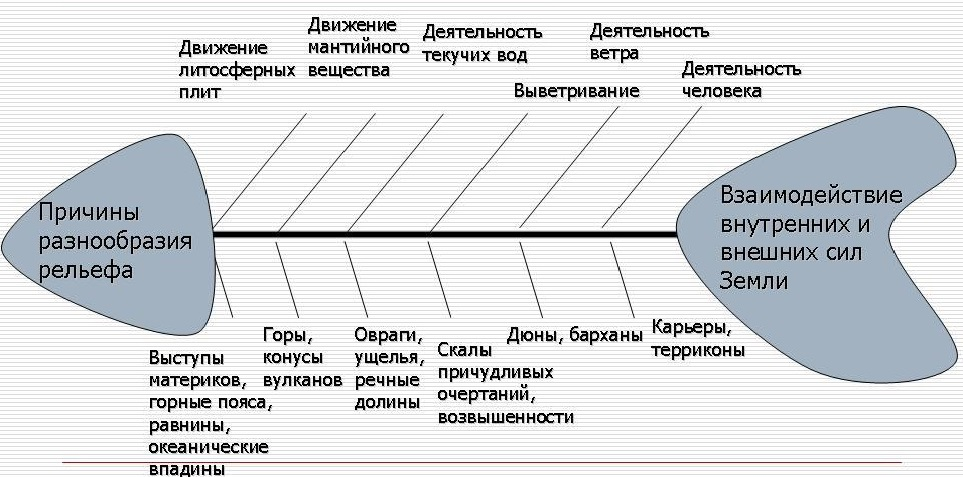 Движение
литосферных
плит
Движение
мантийного
вещества
Деятельность
текучих вод
Выветривание
Деятельность
ветра
Деятельность
человека
Причины
разнообразия
рельефа
Взаимодействие
внутренних и
внешних сил
Земли
Выступы
материков,
горные пояса,
равнины,
океанические
впадины
Горы,
конусы
вулканов
Овраги,
ущелья,
речные
долины
Скалы
причудливых
очертаний,
возвышенности
Дюны, барханы
Карьеры,
терриконы